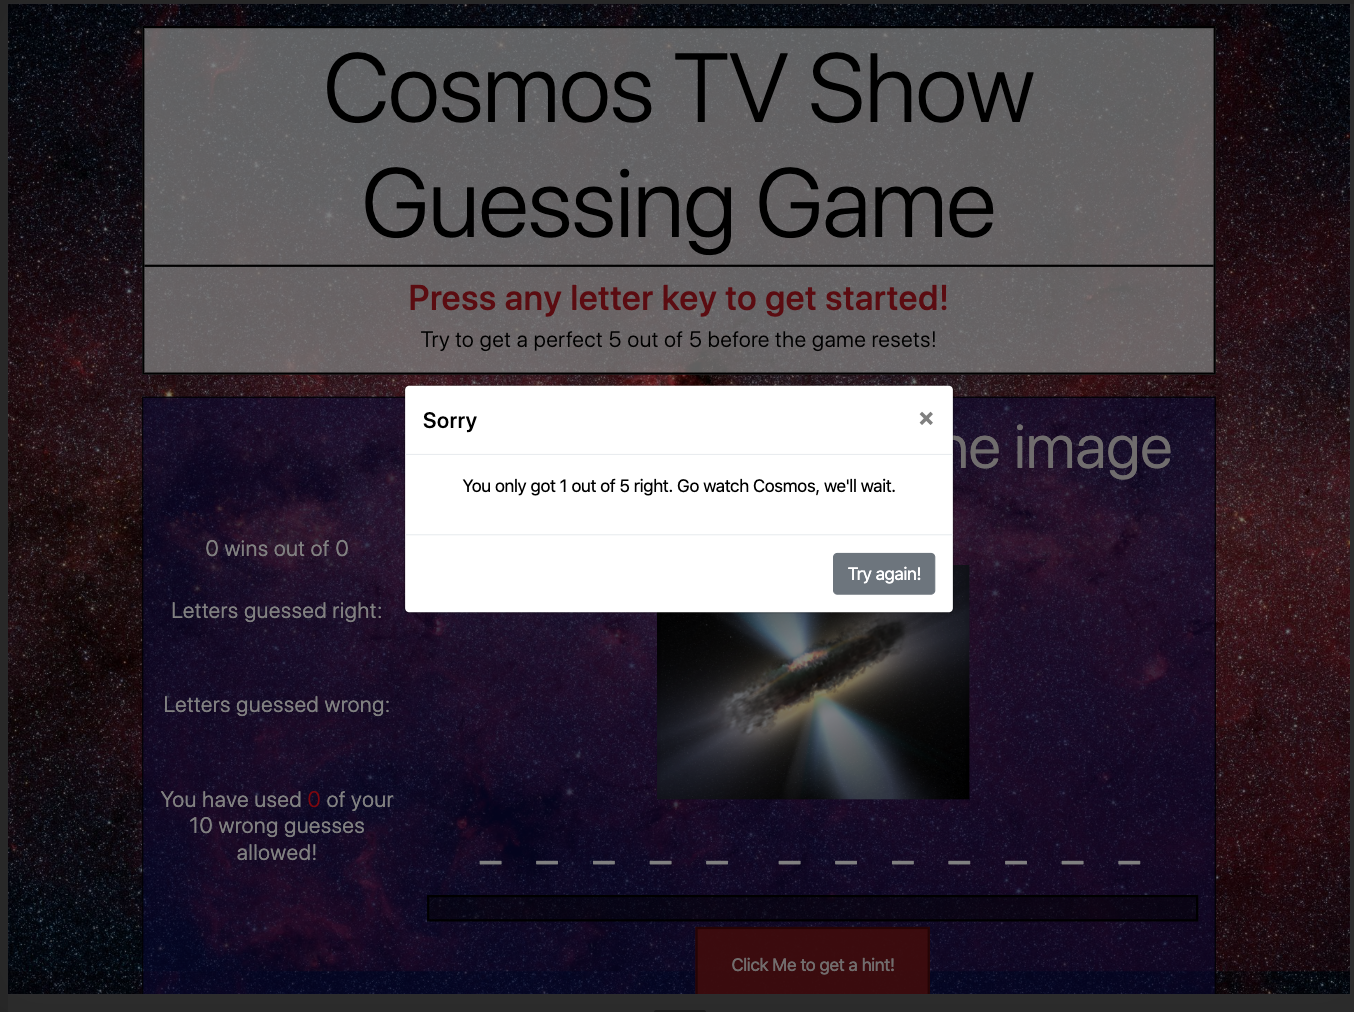 Cosmos TV Show
Guessing Game
Press any letter key to get started!
Try to get a perfect 5 out of 5 before the game resets!
Sorry
×
You only got 1 out of 5 right. Go watch Cosmos, we'll wait.
Try again!
image
0 wins out of 0
Letters guessed right:
Letters guessed wrong:
You have used 0 of your
10 wrong guesses
allowed!
_ _ _ _ _ _ _ _ _ _ _ _
Click Me to get a hint!